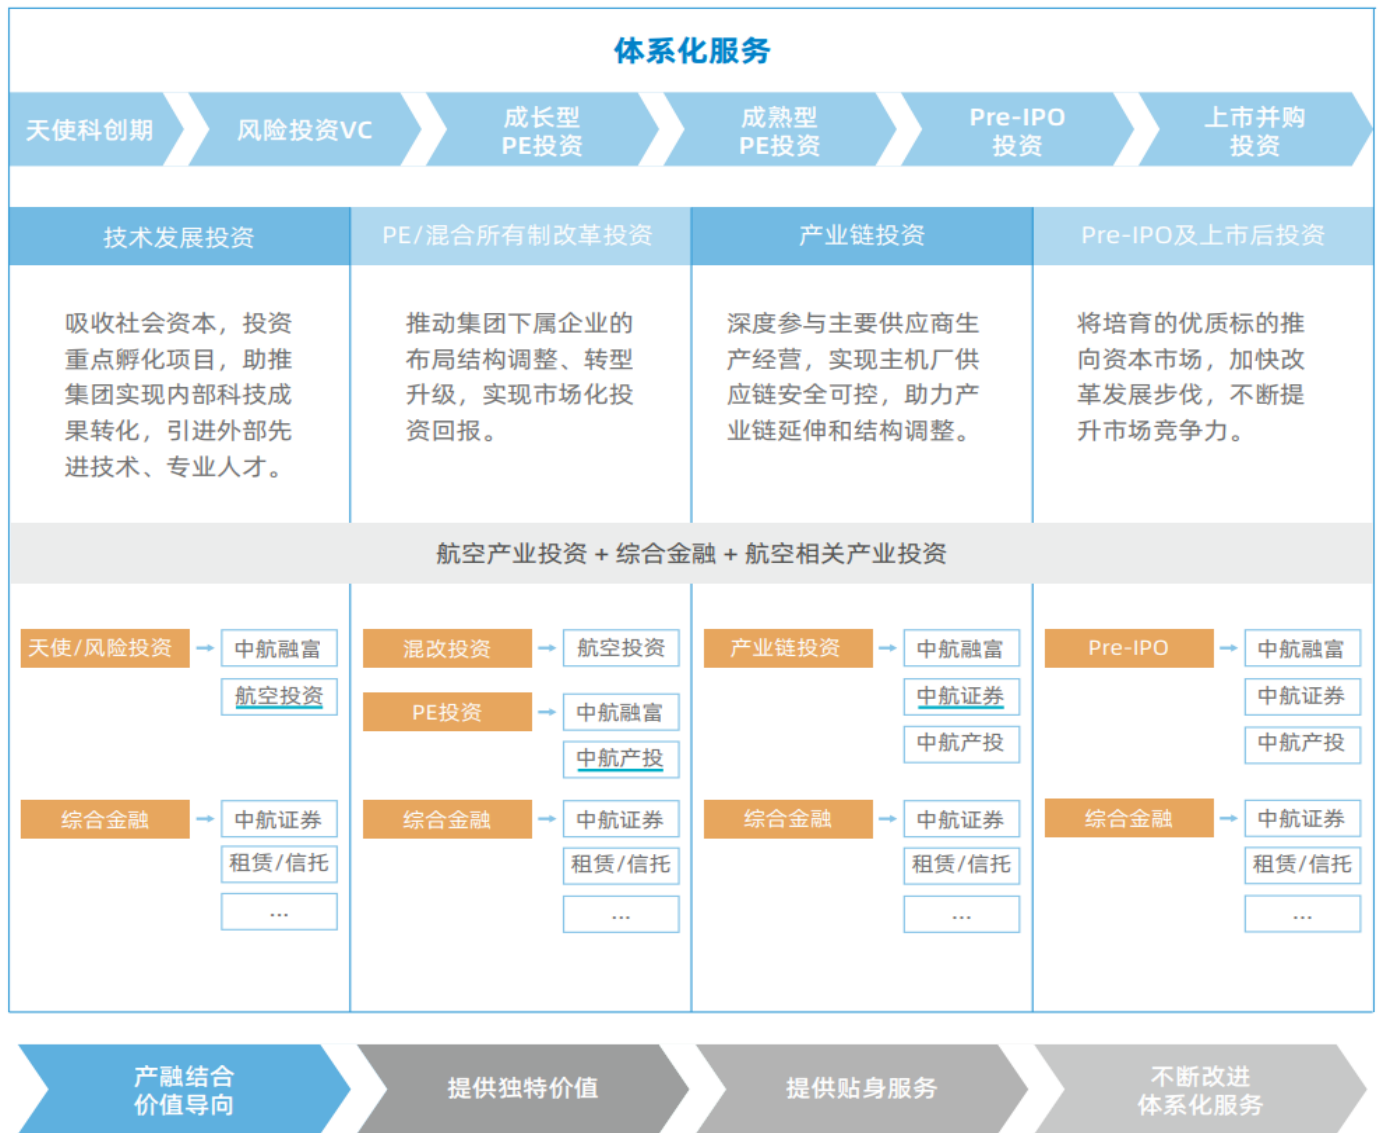 体系化服务
天使科创期
风险投资VC
成长型
PE投资
成熟型
PE投资
Pre-IPO
投资
上市并购
投资
技术发展投资
PE/混合所有制改革投资
产业链投资
Pre-IPO及上市后投资
吸收社会资本，投资
重点孵化项目，助推
集团实现内部科技成
果转化，引进外部先
进技术、专业人才。
推动集团下属企业的
布局结构调整、转型
升级，实现市场化投
资回报。
深度参与主要供应商生
产经营，实现主机厂供
应链安全可控，助力产
业链延伸和结构调整。
将培育的优质标的推
向资本市场，加快改
革发展步伐，不断提
升市场竞争力。
航空产业投资 + 综合金融 + 航空相关产业投资
天使/风险投资
中航融富
航空投资
综合金融
中航证券
租赁/信托
...
混改投资
航空投资
PE投资
中航融富
中航产投
综合金融
中航证券
租赁/信托
...
产业链投资
中航融富
中航证券
中航产投
综合金融
中航证券
租赁/信托
...
Pre-IPO
中航融富
中航证券
中航产投
综合金融
中航证券
租赁/信托
...
产融结合
价值导向
提供独特价值
提供贴身服务
不断改进
体系化服务